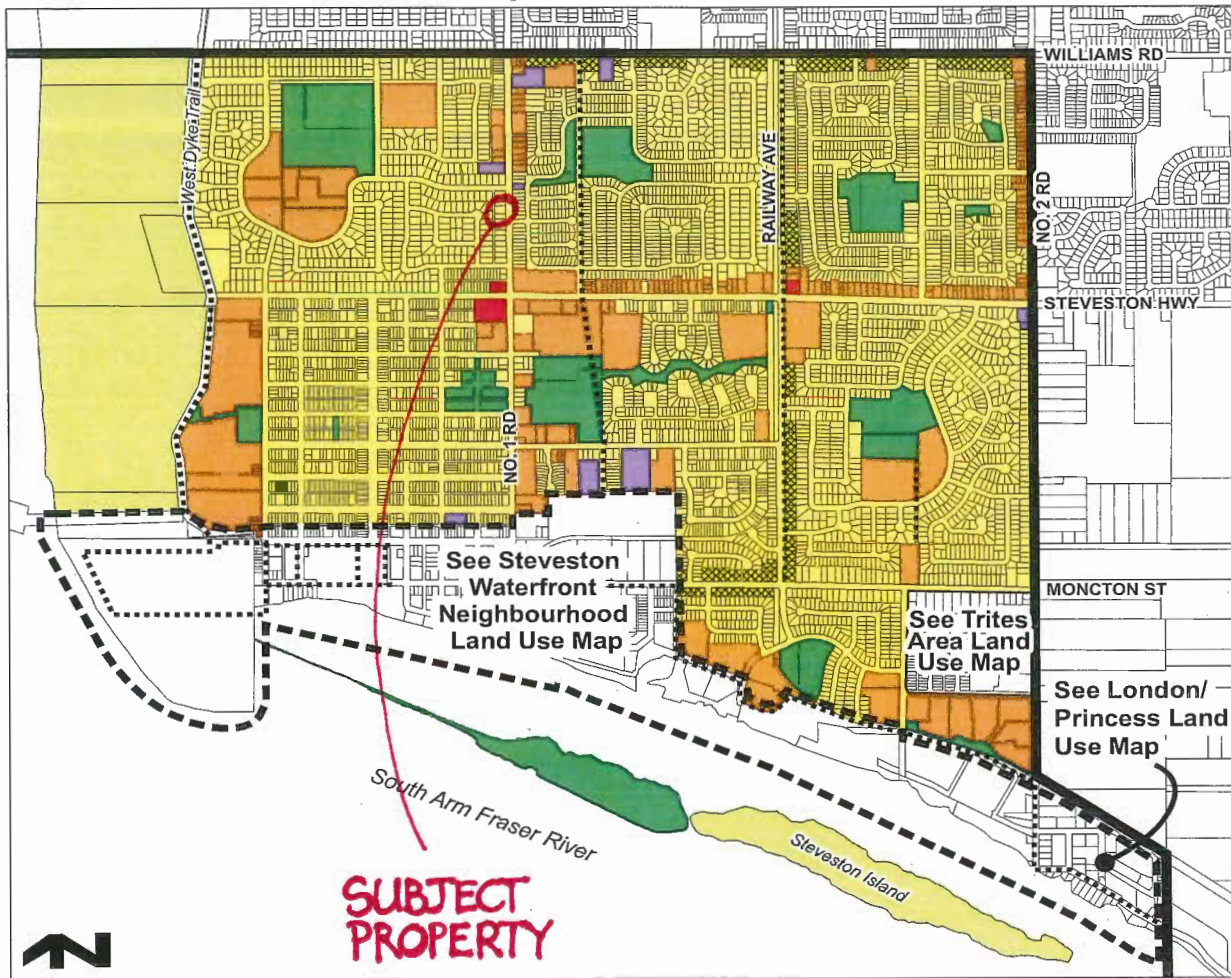 WILLIAMS RD
West Dyke Trail
RAILWAY AVE
NO. 2 RD
STEVESTON HWY
NO. 1 RD
See Steveston
Waterfront
Neighbourhood
Land Use Map
MONCTON ST
See Trites
Area Land
Use Map
See London/
Princess Land
Use Map
South Arm Fraser River
Steveston Island
SUBJECT
PROPERTY
N